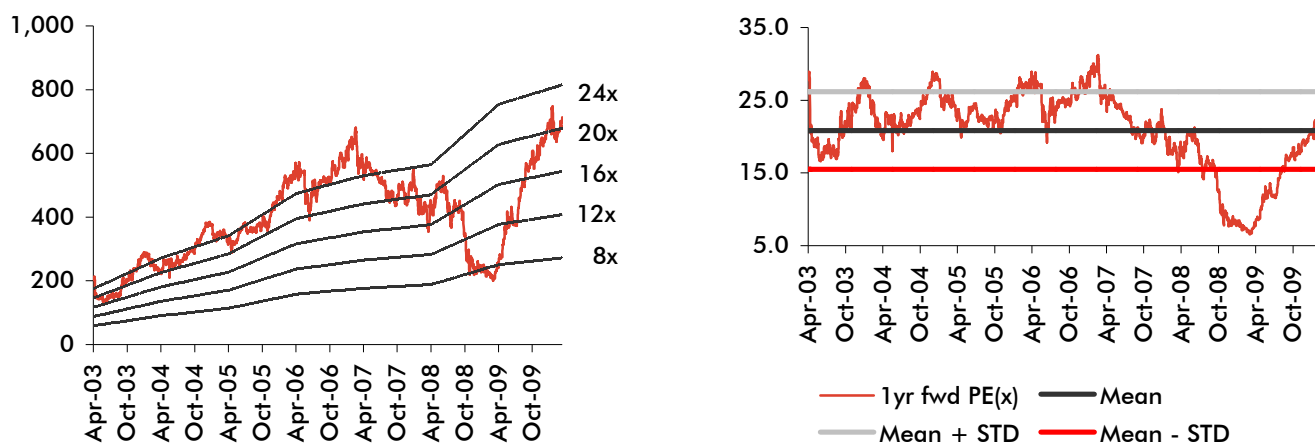 1,000
800
600
400
200
0
24x
20x
16x
12x
8x
Apr-03
Oct-03
Apr-04
Oct-04
Apr-05
Oct-05
Apr-06
Oct-06
Apr-07
Oct-07
Apr-08
Oct-08
Apr-09
Oct-09
35.0
25.0
15.0
5.0
Apr-03
Oct-03
Apr-04
Oct-04
Apr-05
Oct-05
Apr-06
Oct-06
Apr-07
Oct-07
Apr-08
Oct-08
Apr-09
Oct-09
1yr fwd PE(x)
Mean
Mean + STD
Mean - STD